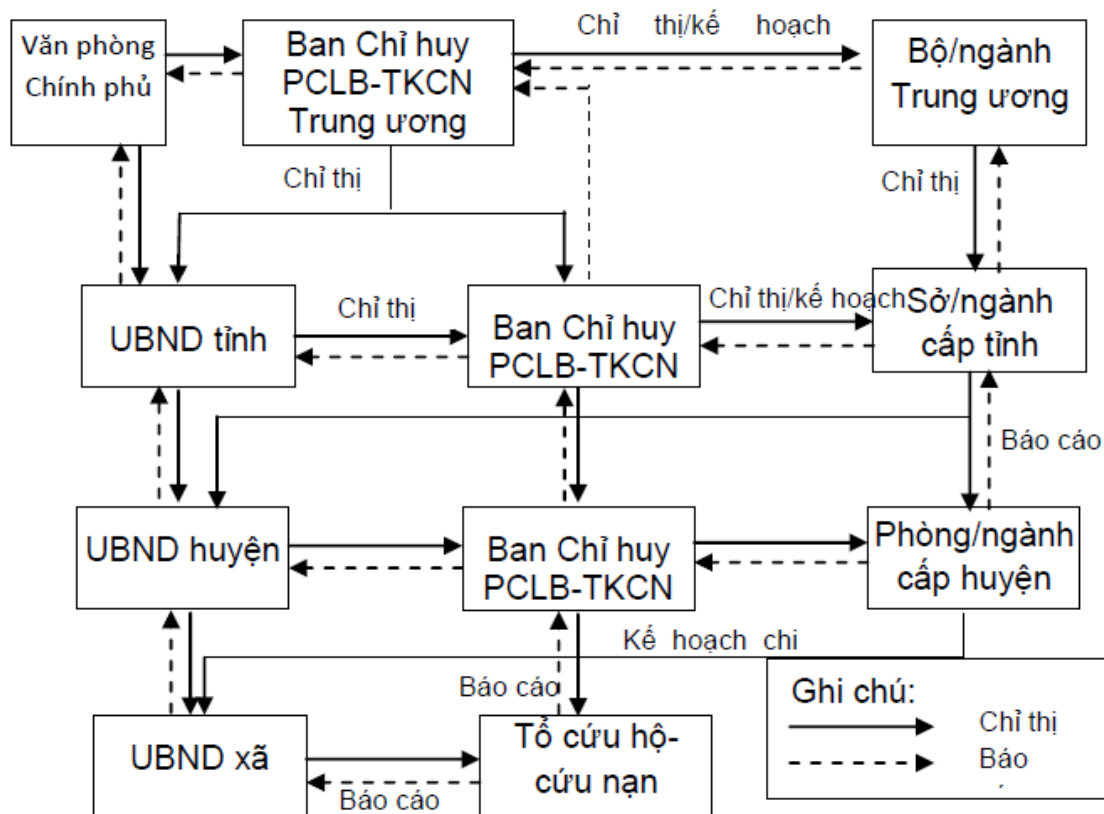 Văn phòng
Chính phủ
Ban Chỉ huy
PCLB-TKCN
Trung ương
Chỉ thị/kế hoạch
Bộ/ngành
Trung ương
Chỉ thị
Chỉ thị
UBND tỉnh
Chỉ thị
Ban Chỉ huy
PCLB-TKCN
Chỉ thị/kế hoạch
Sở/ngành
cấp tỉnh
Báo cáo
UBND huyện
Ban Chỉ huy
PCLB-TKCN
Phòng/ngành
cấp huyện
Kế hoạch chi
Báo cáo
UBND xã
Báo cáo
Tổ cứu hộ-
cứu nạn
Ghi chú:
Chỉ thị
Báo